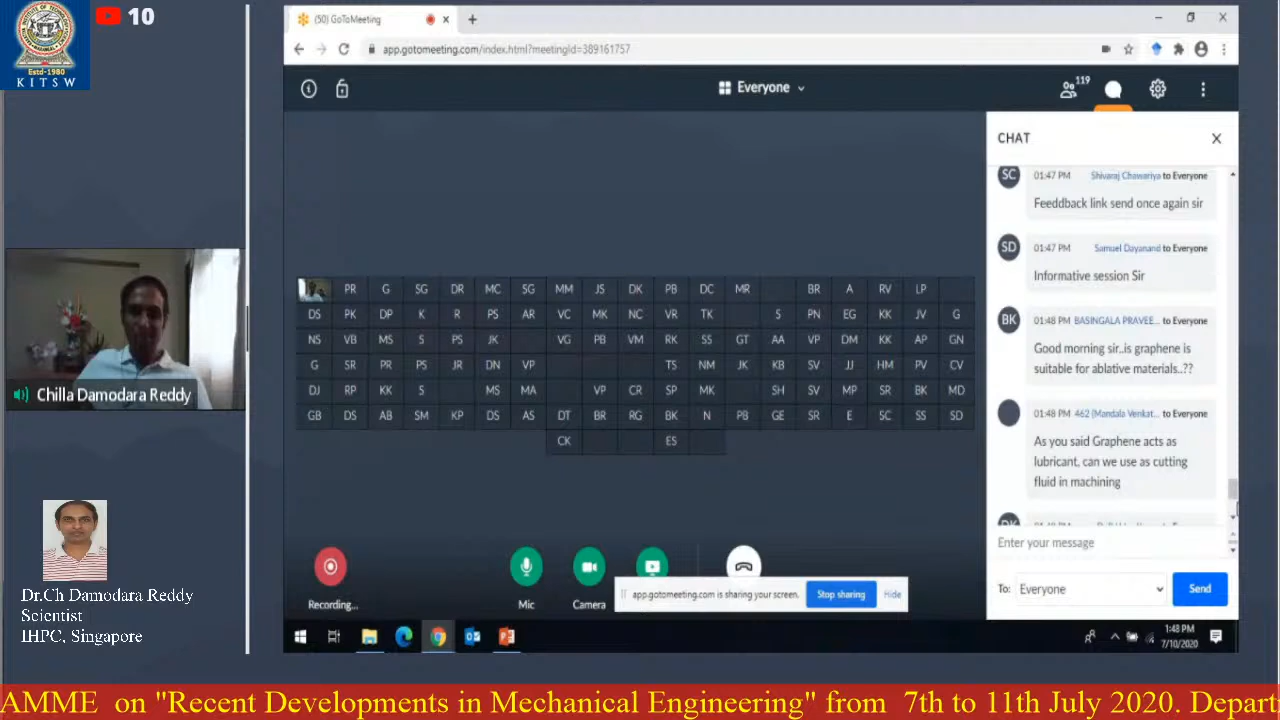 INSTITUTE OF TECHNOLOGY
WARANGAL
Estd-1980
K I T S W
10
(50) GoToMeeting
app.gotomeeting.com/index.html?meetingId=389161757
Everyone
119
CHAT
SC 01:47 PM Shivaraj Chawariya to Everyone
Feeddback link send once again sir
SD 01:47 PM Samuel Dayanand to Everyone
Informative session Sir
BK 01:48 PM BASINGALA PRAVEE... to Everyone
Good morning sir..is graphene is
suitable for ablative materials..??
01:48 PM 462 (Mandala Venkat... to Everyone
As you said Graphene acts as
lubricant, can we use as cutting
fluid in machining
Enter your message
To: Everyone
Send
PR G SG DR MC SG MM JS DK PB DC MR BR A RV LP
DS PK DP K R PS AR VC MK NC VR TK S PN EG KK JV G
NS VB MS S PS JK VG PB VM RK SS GT AA VP DM KK AP GN
G SR PR PS JR DN VP TS NM JK KB SV JJ HM PV CV
DJ RP KK S MS MA VP CR SP MK SH SV MP SR BK MD
GB DS AB SM KP DS AS DT BR RG BK N PB GE SR E SC SS SD
CK ES
Chilla Damodara Reddy
Dr.Ch Damodara Reddy
Scientist
IHPC, Singapore
Recording...
Mic
Camera
app.gotomeeting.com is sharing your screen.
Stop sharing
Hide
1:48 PM
7/10/2020
AMME on "Recent Developments in Mechanical Engineering" from 7th to 11th July 2020. Depart